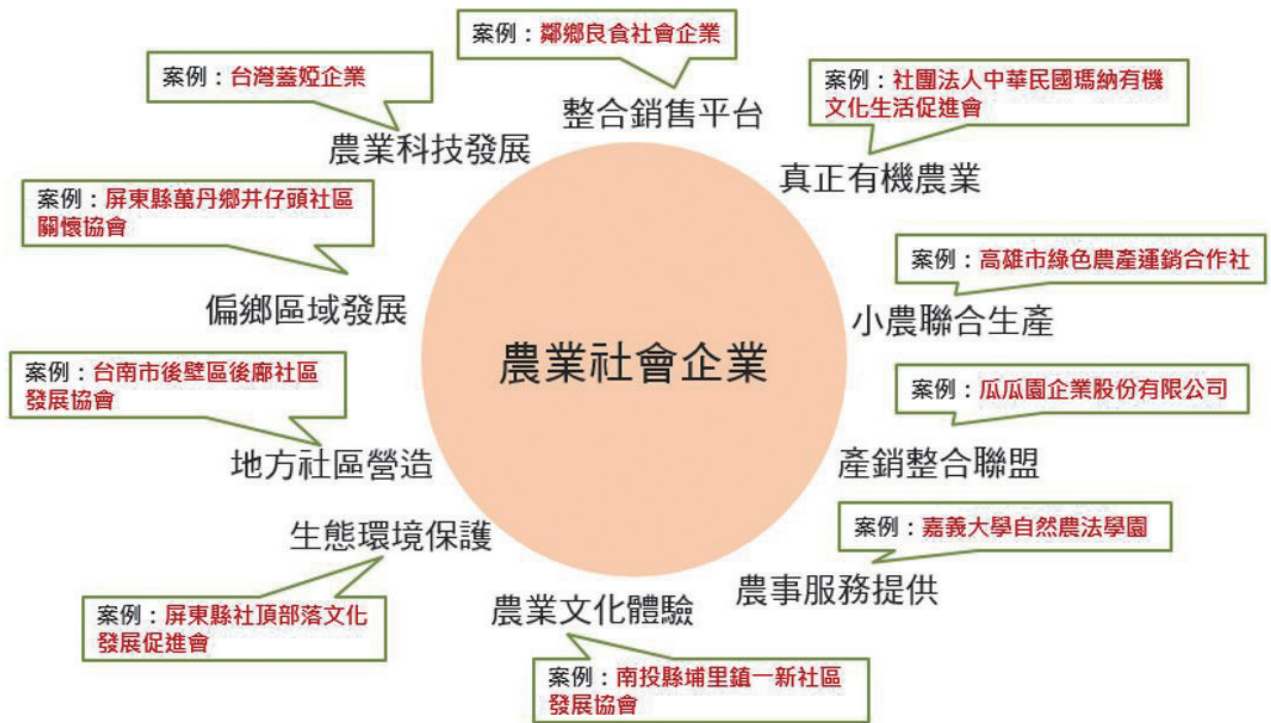 案例：鄰鄉良食社會企業
整合銷售平台
案例：社團法人中華民國瑪納有機
文化生活促進會
真正有機農業
案例：高雄市綠色農產運銷合作社
小農聯合生產
案例：瓜瓜園企業股份有限公司
產銷整合聯盟
案例：嘉義大學自然農法學園
農事服務提供
案例：南投縣埔里鎮一新社區
發展協會
農業文化體驗
案例：屏東縣社頂部落文化
發展促進會
生態環境保護
案例：台南市後壁區後廍社區
發展協會
地方社區營造
案例：屏東縣萬丹鄉井仔頭社區
關懷協會
偏鄉區域發展
案例：台灣蓋婭企業
農業科技發展
農業社會企業